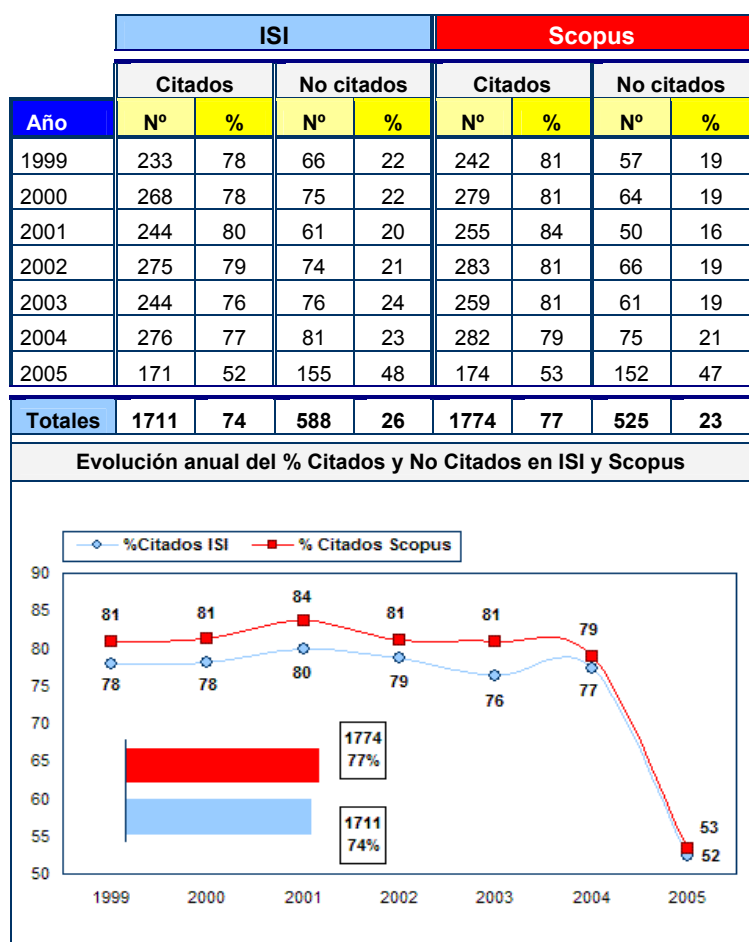 ISI Scopus
Citados No citados Citados No citados
Año Nº % Nº % Nº % Nº %
1999 233 78 66 22 242 81 57 19
2000 268 78 75 22 279 81 64 19
2001 244 80 61 20 255 84 50 16
2002 275 79 74 21 283 81 66 19
2003 244 76 76 24 259 81 61 19
2004 276 77 81 23 282 79 75 21
2005 171 52 155 48 174 53 152 47
Totales 1711 74 588 26 1774 77 525 23
Evolución anual del % Citados y No Citados en ISI y Scopus
%Citados ISI % Citados Scopus
90
85
80
75
70
65
60
55
50
81 81 84 81 81 79 53
78 78 80 79 76 77 52
1774
77%
1711
74%
1999 2000 2001 2002 2003 2004 2005